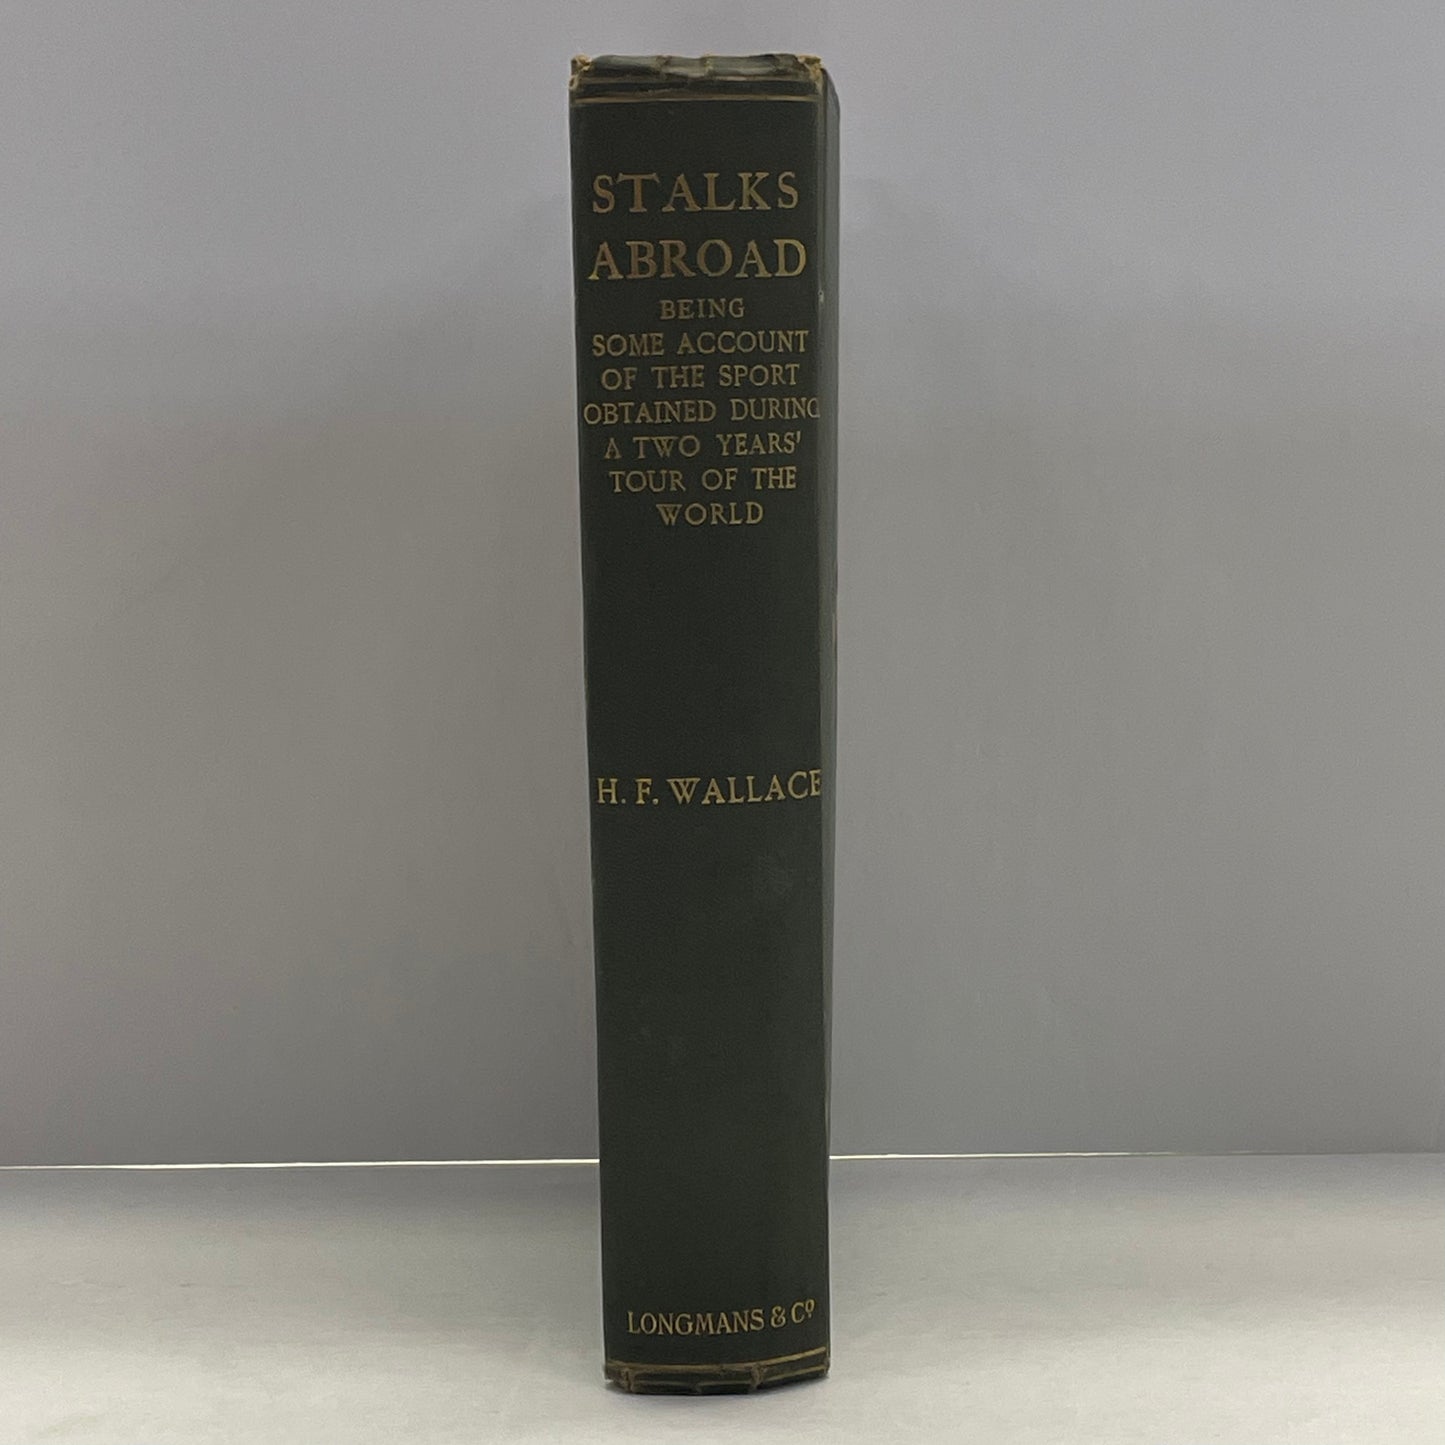 STALKS
ABROAD
BEING
SOME ACCOUNT
OF THE SPORT
OBTAINED DURING
A TWO YEARS'
TOUR OF THE
WORLD
H. F. WALLACE
LONGMANS & Cº